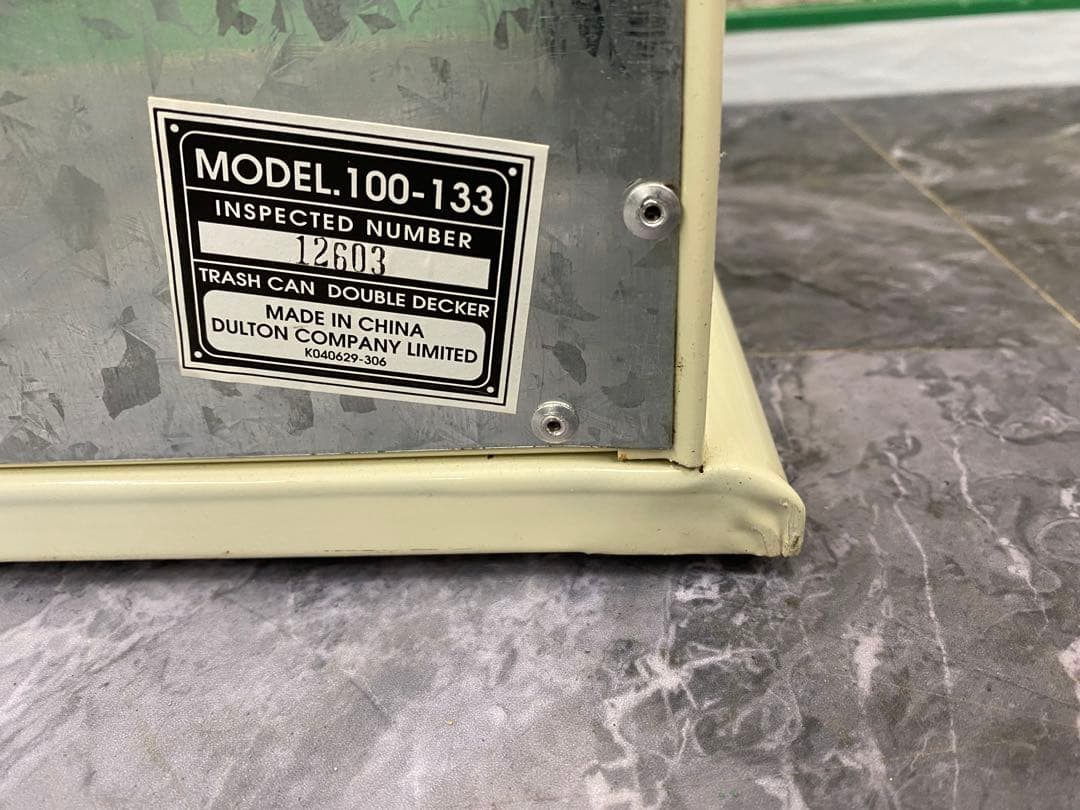 MODEL.100-133
INSPECTED NUMBER
12603
TRASH CAN DOUBLE DECKER
MADE IN CHINA
DULTON COMPANY LIMITED
K040629-306